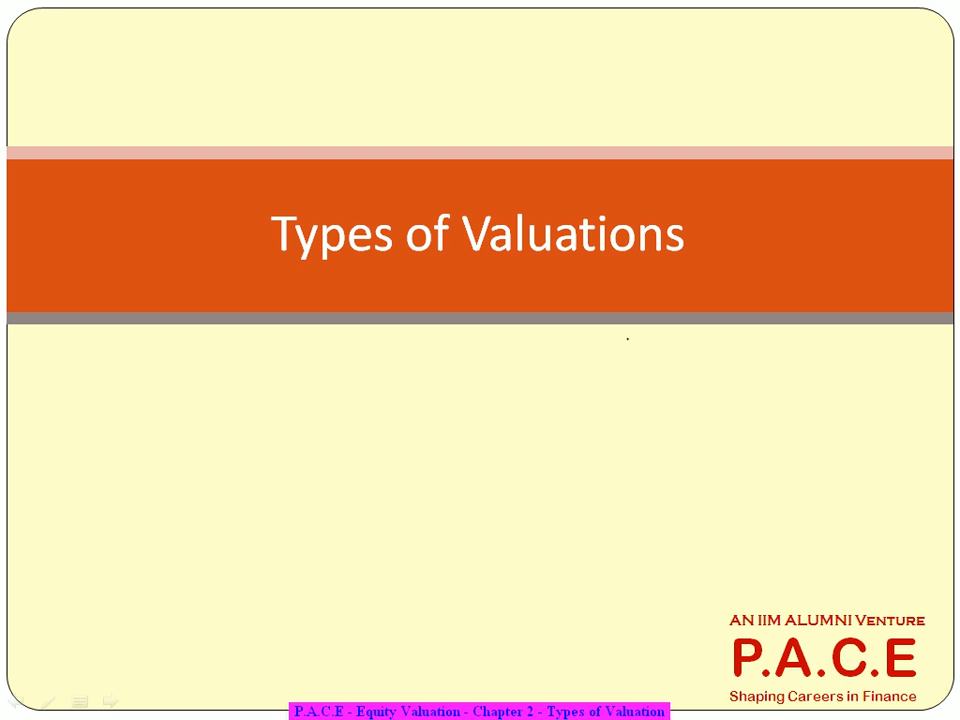 Types of Valuations
AN IIM ALUMNI VENTURE
P.A.C.E
Shaping Careers in Finance
P.A.C.E - Equity Valuation - Chapter 2 - Types of Valuation